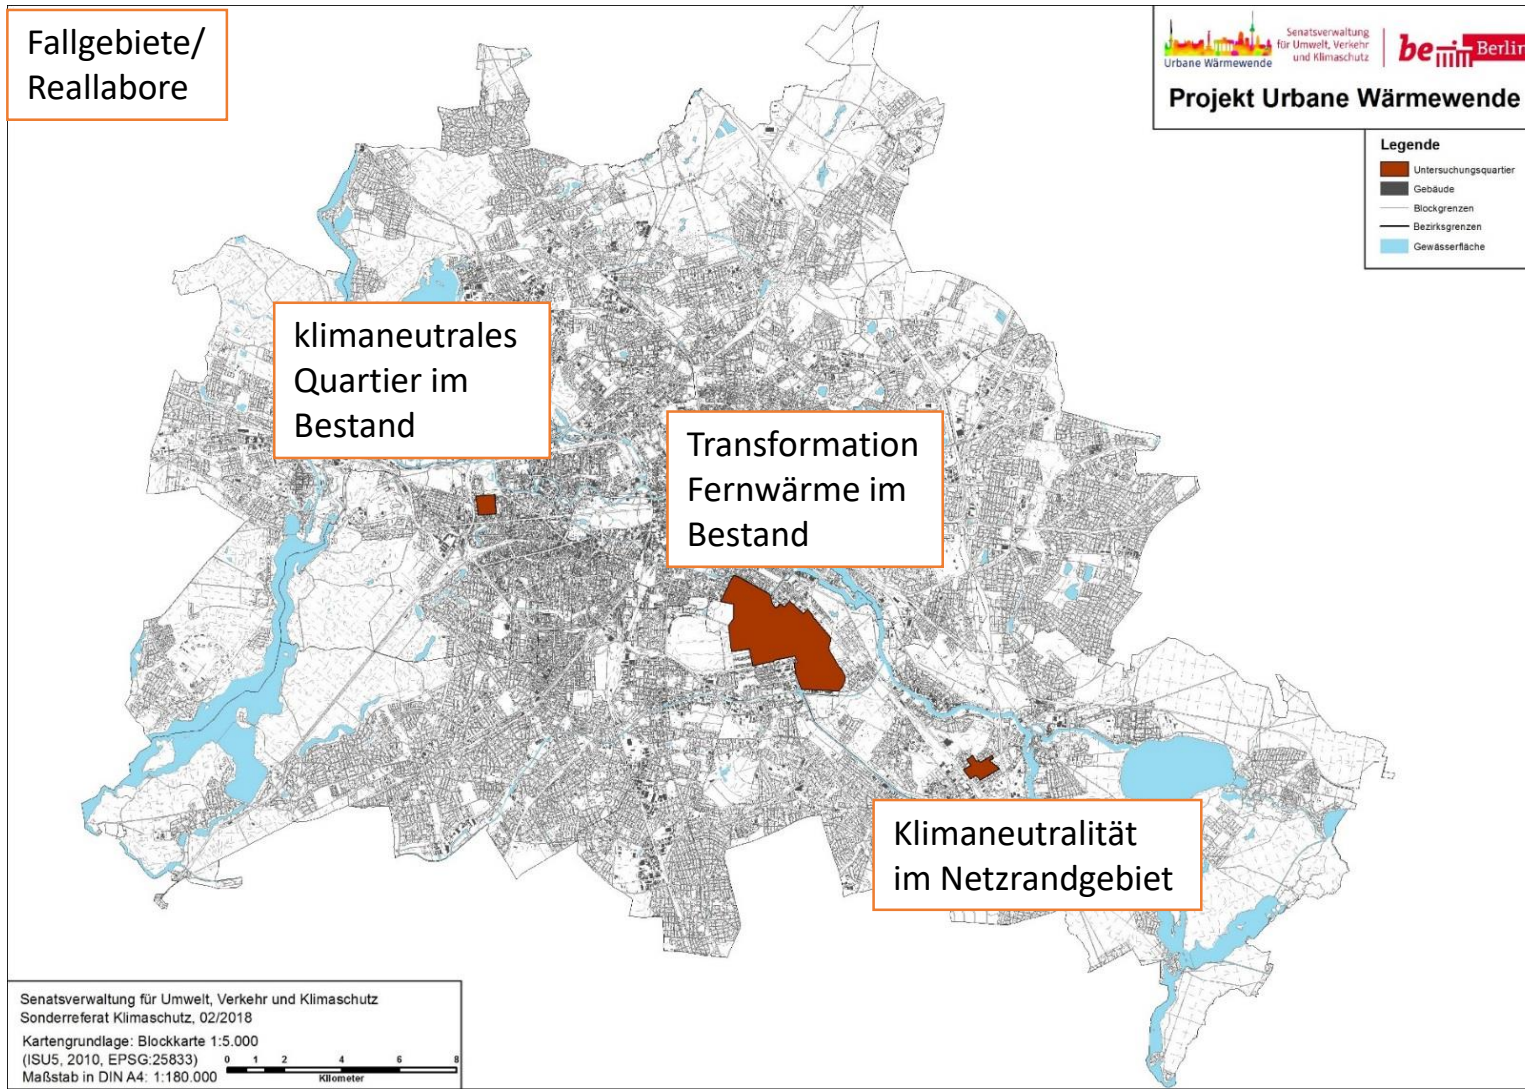 Fallgebiete/
Reallabore
Urbane Wärmewende
Senatsverwaltung
für Umwelt, Verkehr
und Klimaschutz
be Berlin
Projekt Urbane Wärmewende
Legende
Untersuchungsquartier
Gebäude
Blockgrenzen
Bezirksgrenzen
Gewässerfläche
klimaneutrales
Quartier im
Bestand
Transformation
Fernwärme im
Bestand
Klimaneutralität
im Netzrandgebiet
Senatsverwaltung für Umwelt, Verkehr und Klimaschutz
Sonderreferat Klimaschutz, 02/2018
Kartengrundlage: Blockkarte 1:5.000
(ISU5, 2010, EPSG:25833)
Maßstab in DIN A4: 1:180.000
0 1 2 4 6 8
Kilometer